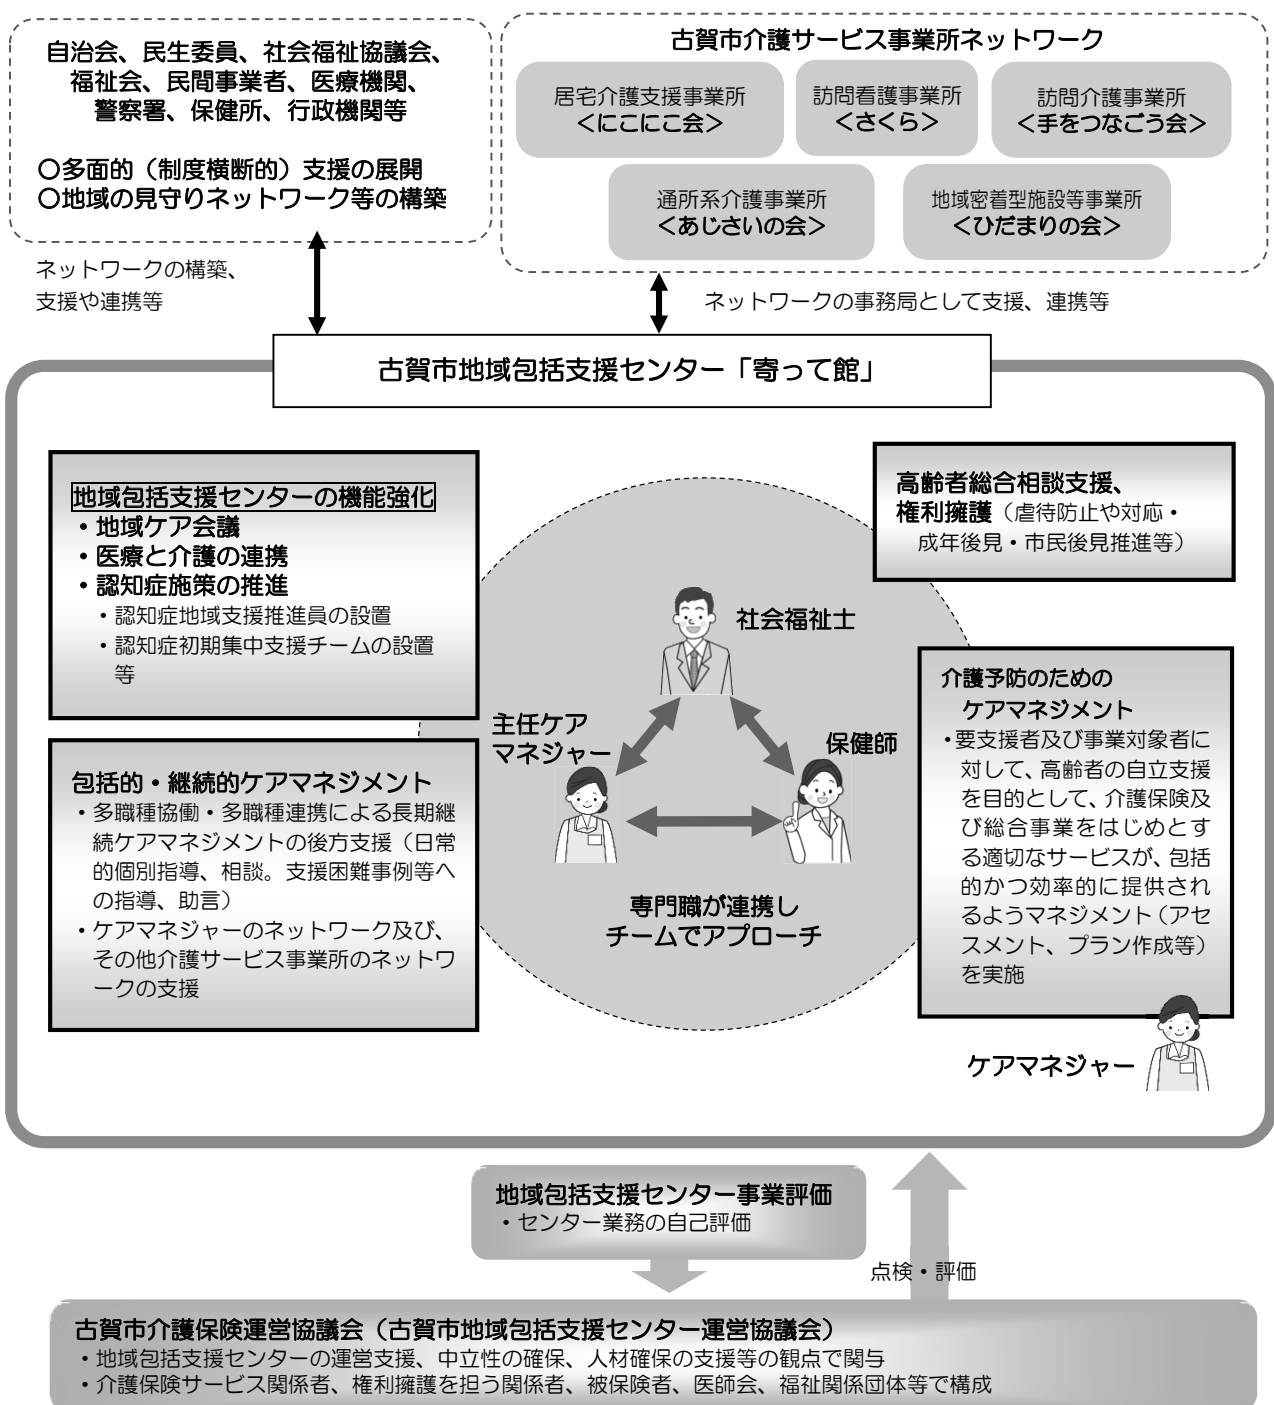 自治会、民生委員、社会福祉協議会、
福祉会、民間事業者、医療機関、
警察署、保健所、行政機関等
〇多面的（制度横断的）支援の展開
〇地域の見守りネットワーク等の構築
古賀市介護サービス事業所ネットワーク
居宅介護支援事業所
＜にこにこ会＞
訪問看護事業所
＜さくら＞
訪問介護事業所
＜手をつなごう会＞
通所系介護事業所
＜あじさいの会＞
地域密着型施設等事業所
＜ひだまりの会＞
ネットワークの構築、
支援や連携等
ネットワークの事務局として支援、連携等
古賀市地域包括支援センター「寄って館」
地域包括支援センターの機能強化
・地域ケア会議
・医療と介護の連携
・認知症施策の推進
・認知症地域支援推進員の設置
・認知症初期集中支援チームの設置
等
高齢者総合相談支援、
権利擁護（虐待防止や対応・
成年後見・市民後見推進等）
社会福祉士
主任ケア
マネジャー
保健師
専門職が連携し
チームでアプローチ
包括的・継続的ケアマネジメント
・多職種協働・多職種連携による長期継
続ケアマネジメントの後方支援（日常
的個別指導、相談。支援困難事例等へ
の指導、助言）
・ケアマネジャーのネットワーク及び、
その他介護サービス事業所のネットワ
ークの支援
介護予防のための
ケアマネジメント
・要支援者及び事業対象者に
対して、高齢者の自立支援
を目的として、介護保険及
び総合事業をはじめとす
る適切なサービスが、包括
的かつ効率的に提供され
るようマネジメント（アセ
スメント、プラン作成等）
を実施
ケアマネジャー
地域包括支援センター事業評価
・センター業務の自己評価
点検・評価
古賀市介護保険運営協議会（古賀市地域包括支援センター運営協議会）
・地域包括支援センターの運営支援、中立性の確保、人材確保の支援等の観点で関与
・介護保険サービス関係者、権利擁護を担う関係者、被保険者、医師会、福祉関係団体等で構成